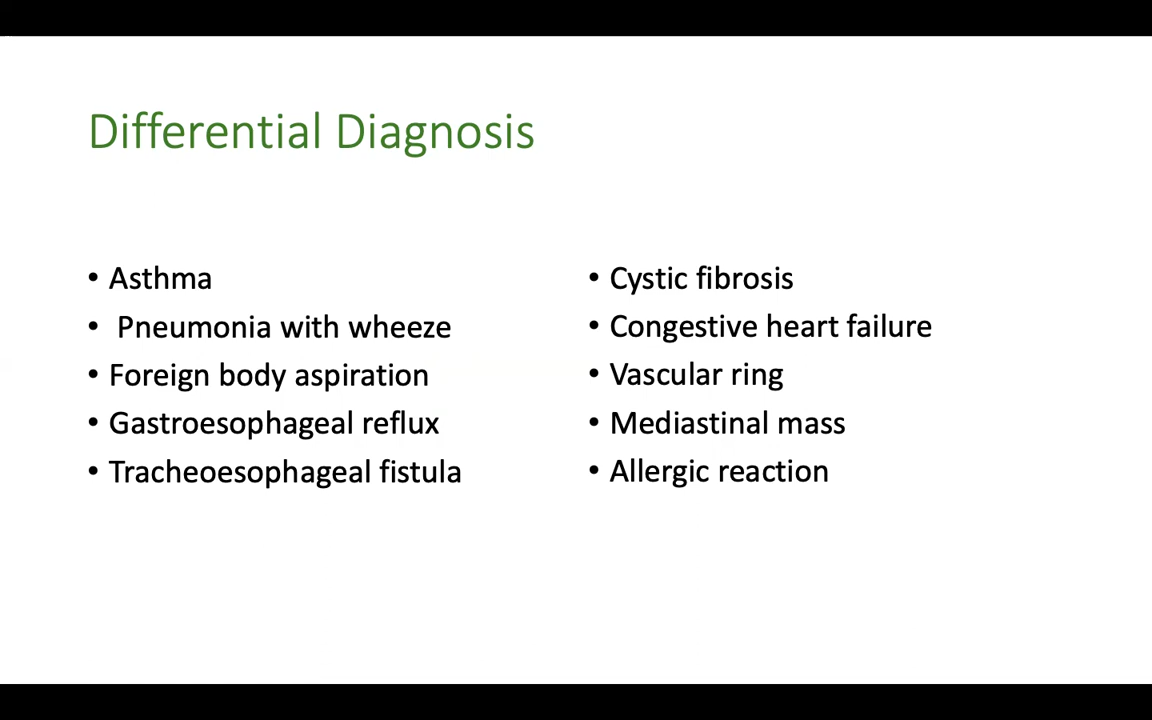 Differential Diagnosis
• Asthma
• Pneumonia with wheeze
• Foreign body aspiration
• Gastroesophageal reflux
• Tracheoesophageal fistula
• Cystic fibrosis
• Congestive heart failure
• Vascular ring
• Mediastinal mass
• Allergic reaction